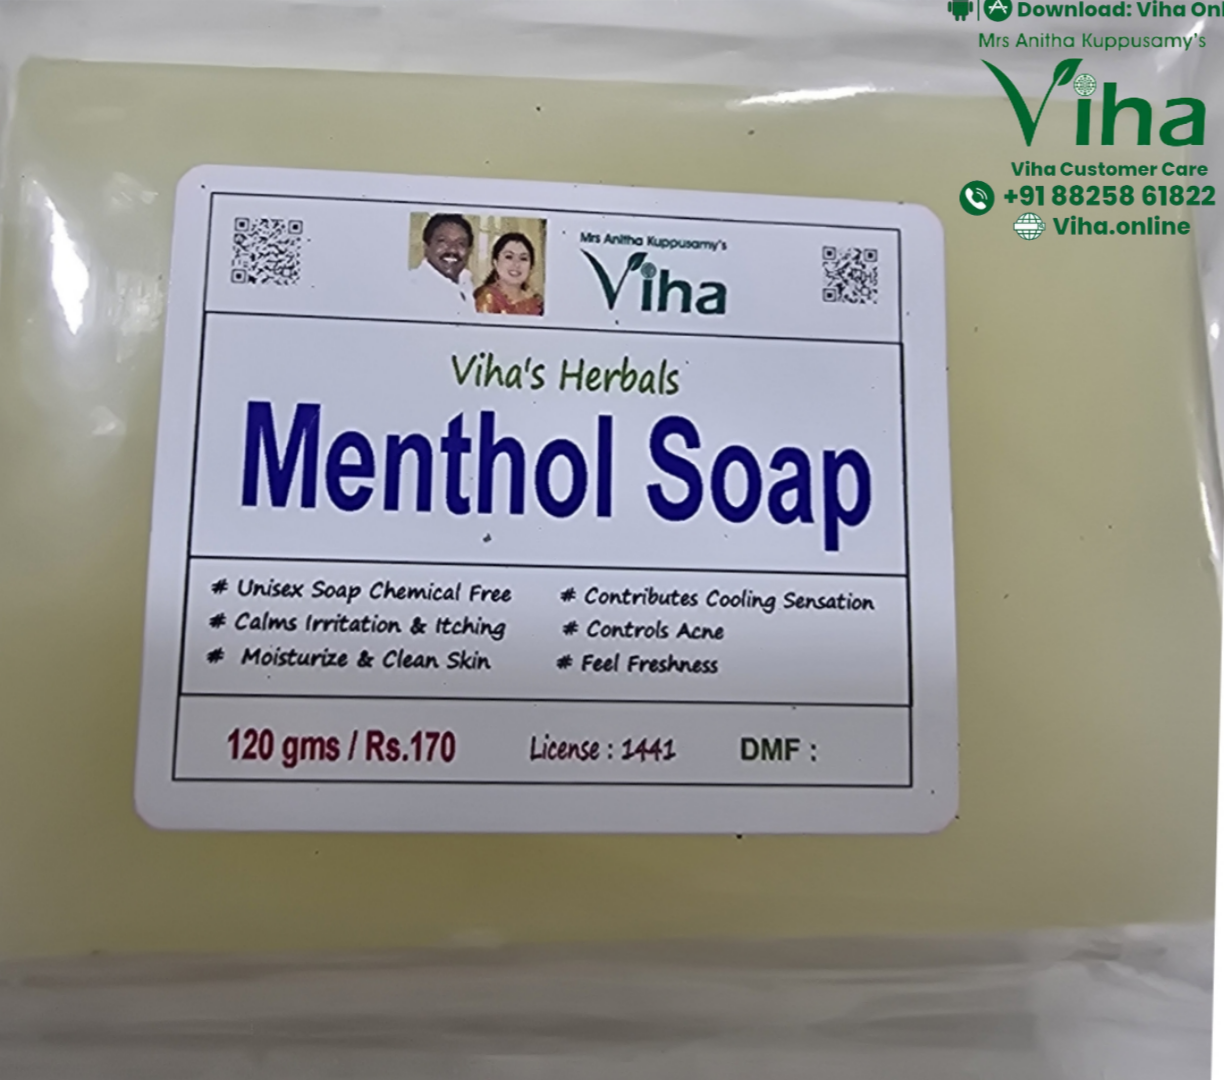 Download: Viha Onl
Mrs Anitha Kuppusamy's
Viha
Viha Customer Care
+91 88258 61822
Viha.online
Mrs Anitha Kuppusamy's
Viha
Viha's Herbals
Menthol Soap
# Unisex Soap Chemical Free
# Calms Irritation & Itching
# Moisturize & Clean Skin
# Contributes Cooling Sensation
# Controls Acne
# Feel Freshness
120 gms / Rs.170
License : 1441
DMF :